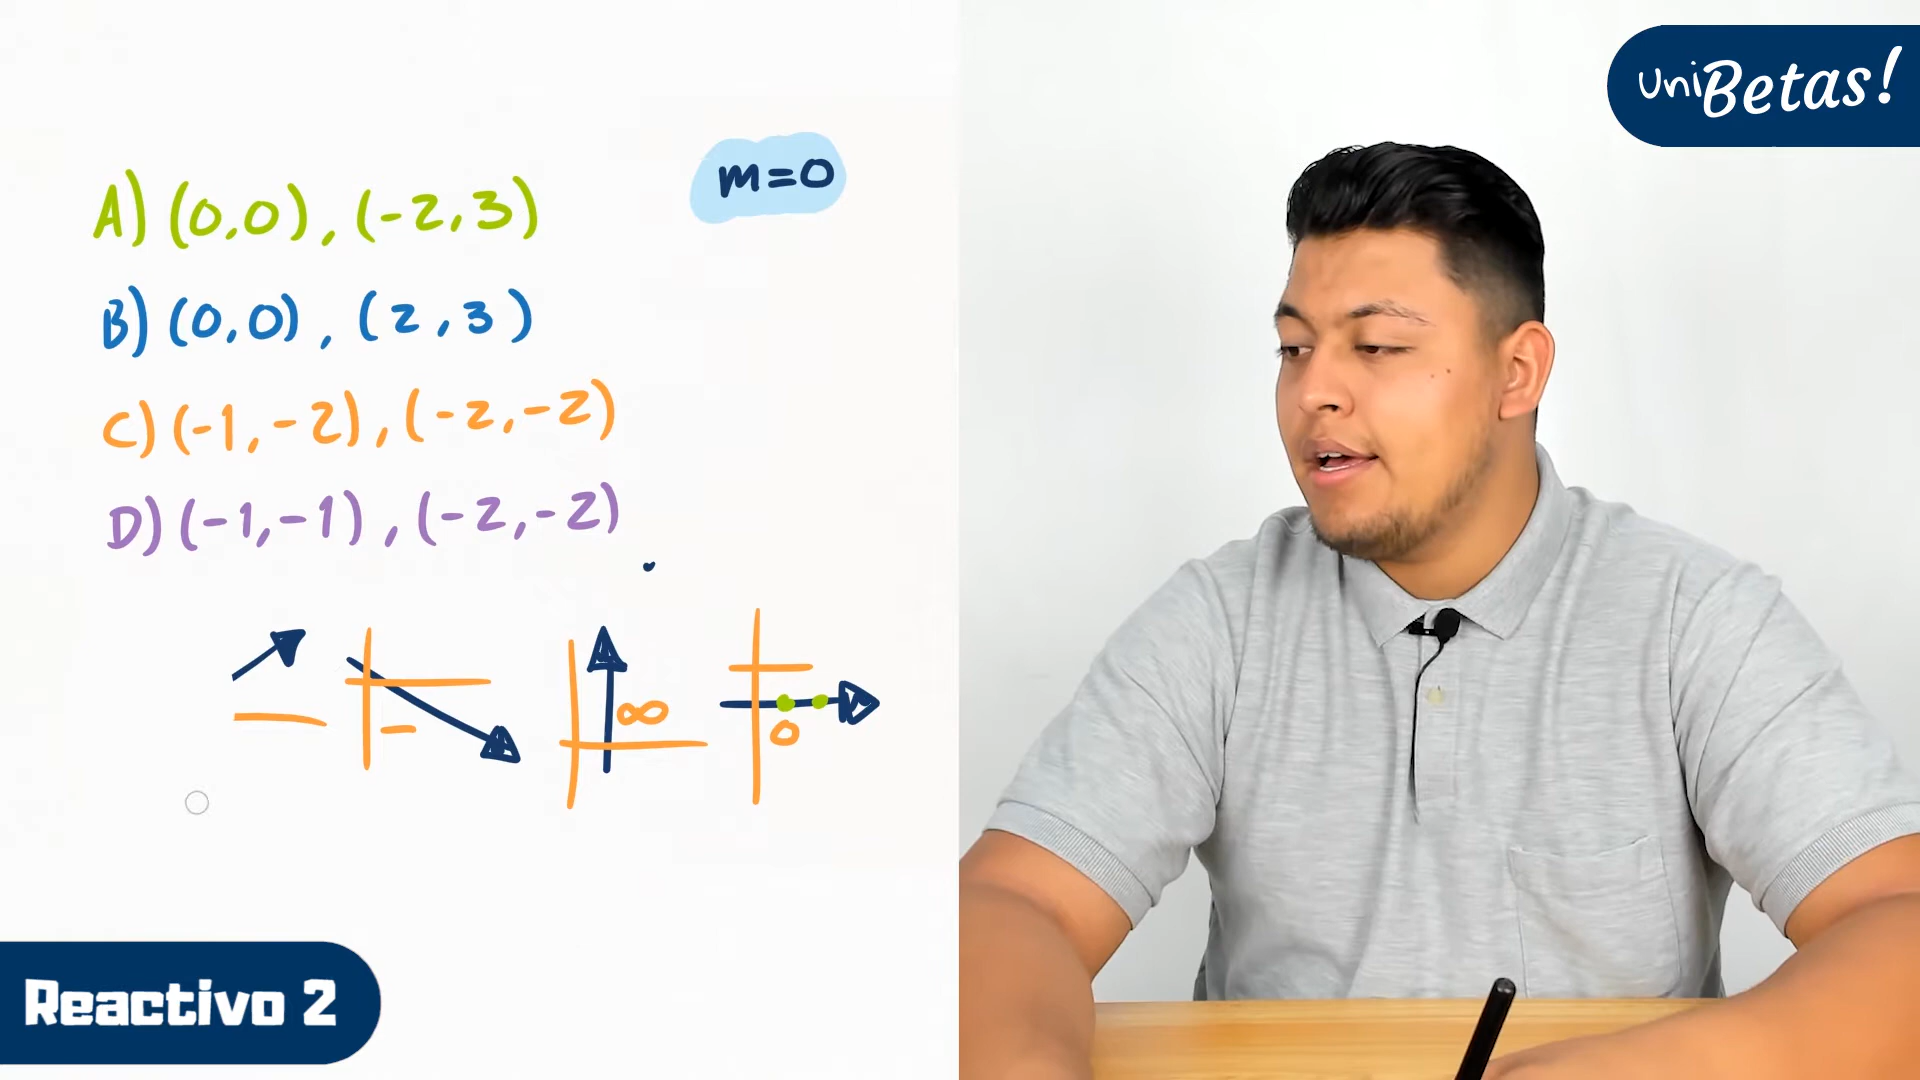 UniBetas!
m=0
A) (0,0), (-2,3)
B) (0,0), (2,3)
C) (-1,-2), (-2,-2)
D) (-1,-1), (-2,-2)
-
∞
0
Reactivo 2